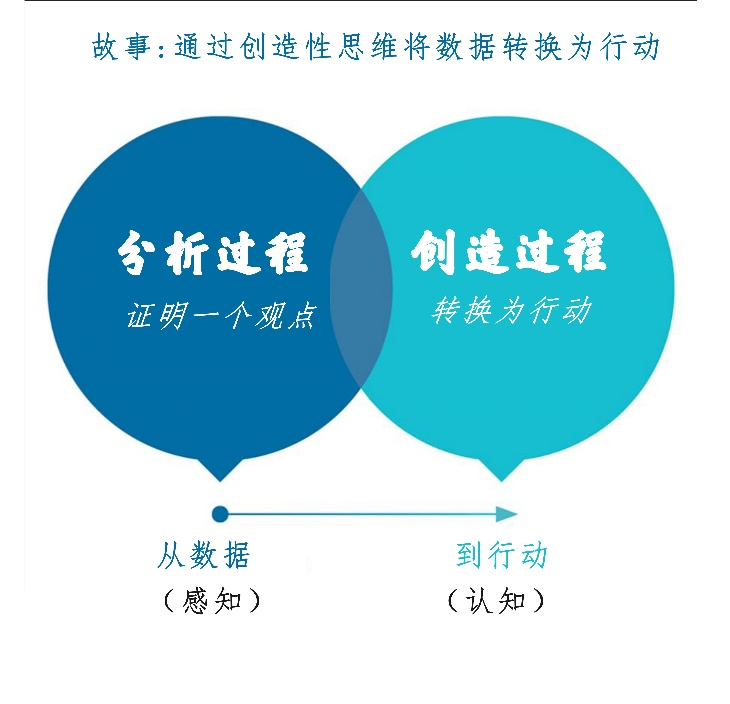 故事:通过创造性思维将数据转换为行动
分析过程
证明一个观点
创造过程
转换为行动
从数据
到行动
（感知）
（认知）